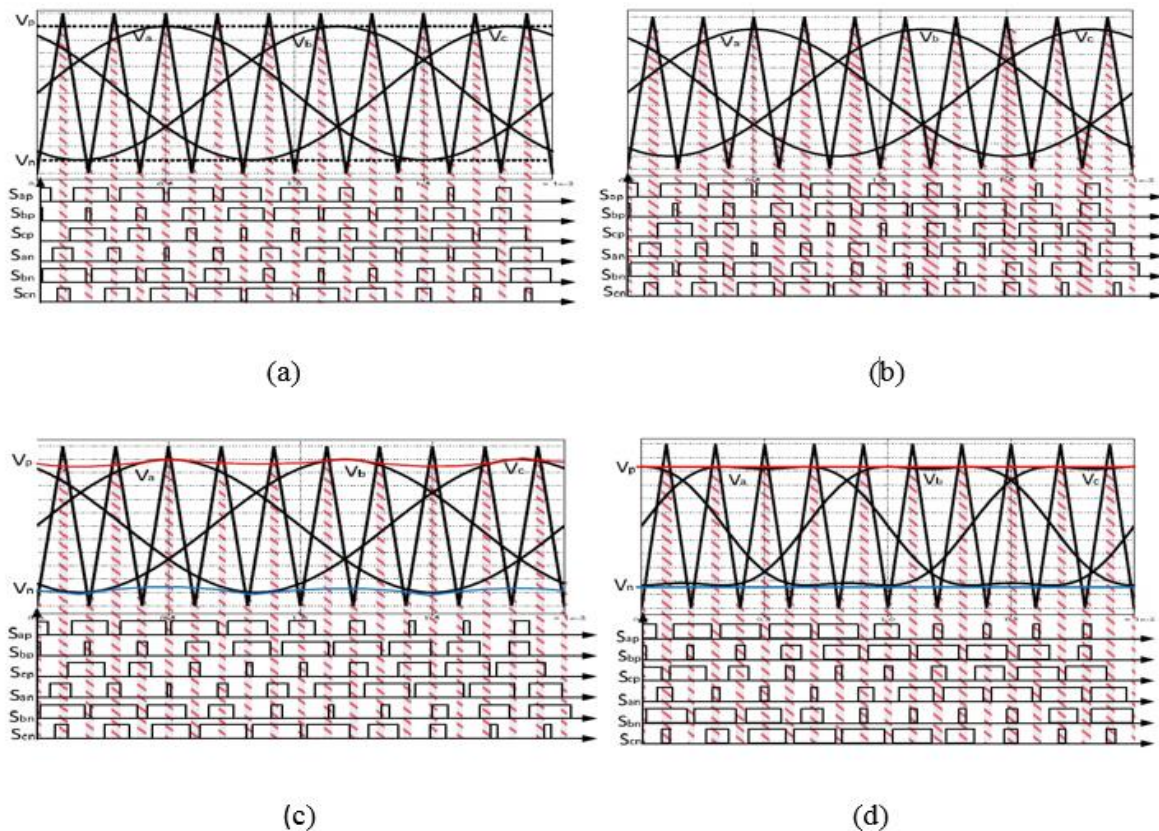 Vp
Va Vb Vc
Vn
Sap
Sbp
Scp
San
Sbn
Scn
(a)
Va Vb Vc
Sap
Sbp
Scp
San
Sbn
Scn
(b)
Vp
Va Vb Vc
Vn
Sap
Sbp
Scp
San
Sbn
Scn
(c)
Vp
Va Vb Vc
Vn
Sap
Sbp
Scp
San
Sbn
Scn
(d)